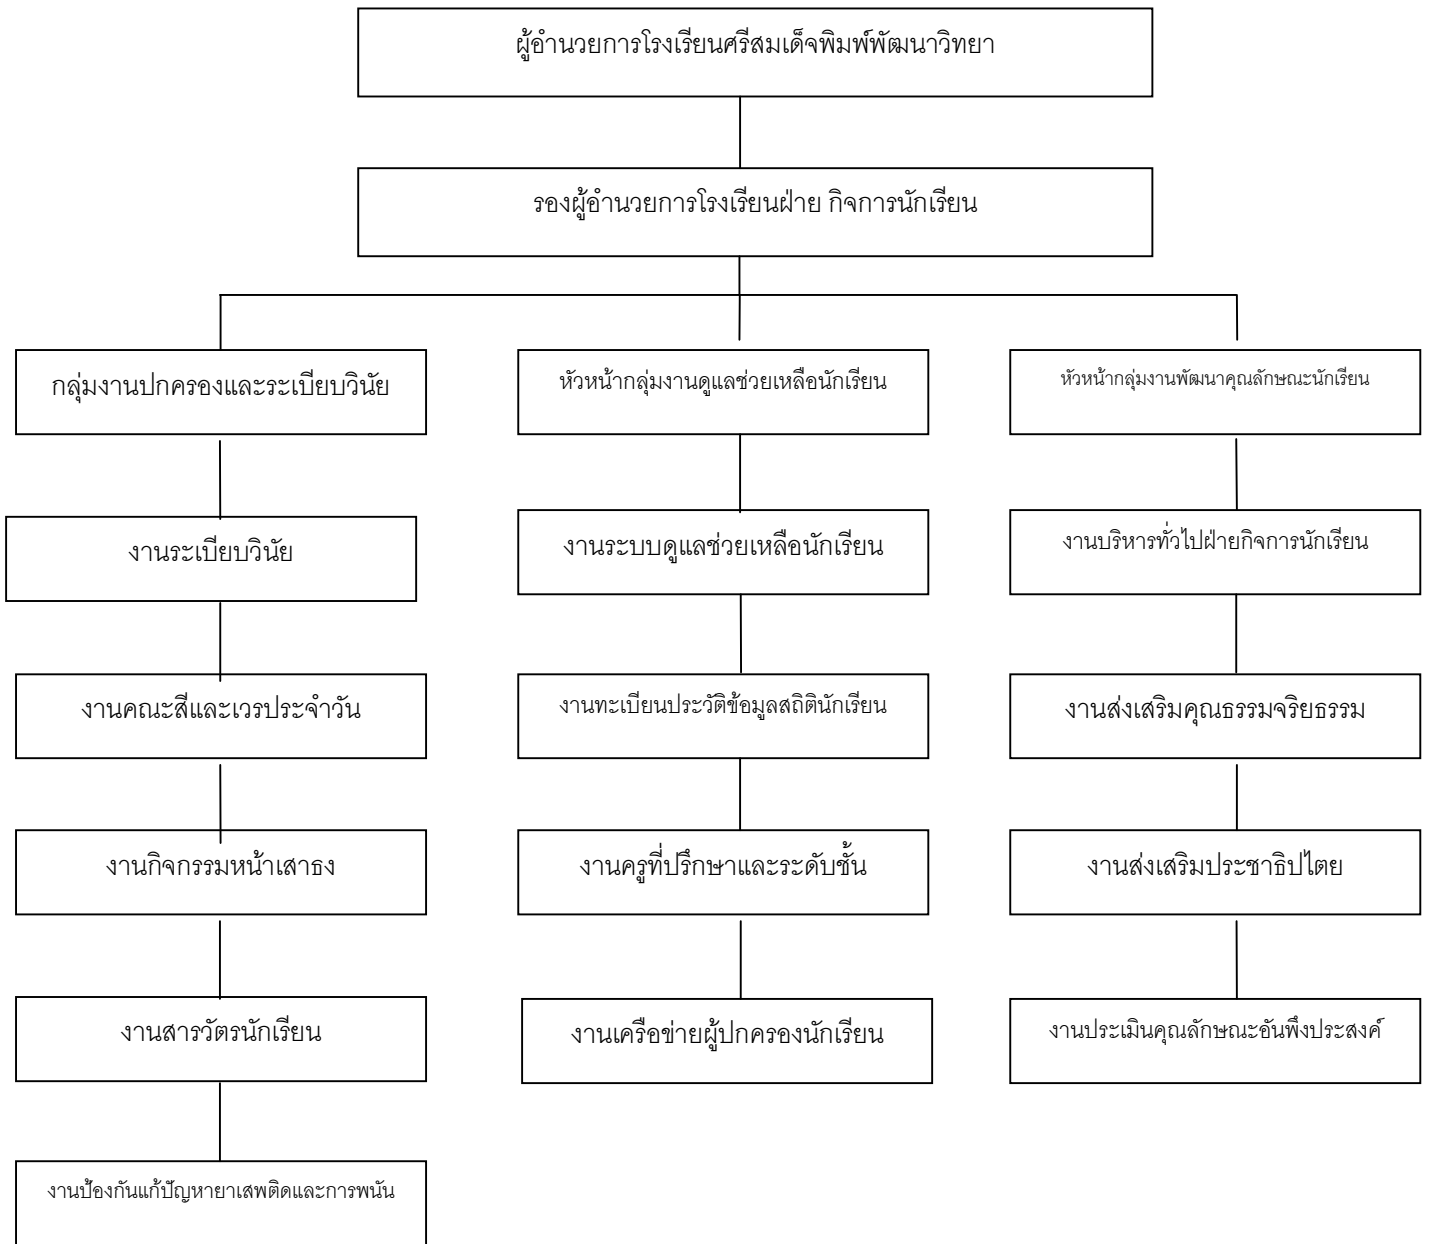 ผู้อำนวยการโรงเรียนศรีสมเด็จพิมพ์พัฒนาวิทยา
รองผู้อำนวยการโรงเรียนฝ่าย กิจการนักเรียน
กลุ่มงานปกครองและระเบียบวินัย
หัวหน้ากลุ่มงานดูแลช่วยเหลือนักเรียน
หัวหน้ากลุ่มงานพัฒนาคุณลักษณะนักเรียน
งานระเบียบวินัย
งานระบบดูแลช่วยเหลือนักเรียน
งานบริหารทั่วไปฝ่ายกิจการนักเรียน
งานคณะสีและเวรประจำวัน
งานทะเบียนประวัติข้อมูลสถิตินักเรียน
งานส่งเสริมคุณธรรมจริยธรรม
งานกิจกรรมหน้าเสาธง
งานครูที่ปรึกษาและระดับชั้น
งานส่งเสริมประชาธิปไตย
งานสารวัตรนักเรียน
งานเครือข่ายผู้ปกครองนักเรียน
งานประเมินคุณลักษณะอันพึงประสงค์
งานป้องกันแก้ปัญหายาเสพติดและการพนัน